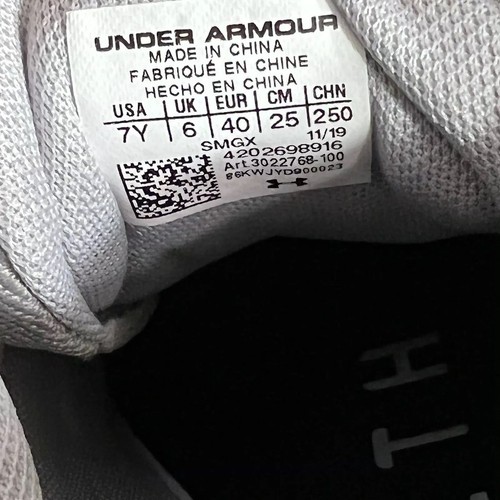 UNDER ARMOUR
MADE IN CHINA
FABRIQUÉ EN CHINE
HECHO EN CHINA
USA UK EUR CM CHN
7Y 6 40 25 250
SMGX 11/19
4202698916
Art.3022768-100
86KWJYD900023
TH